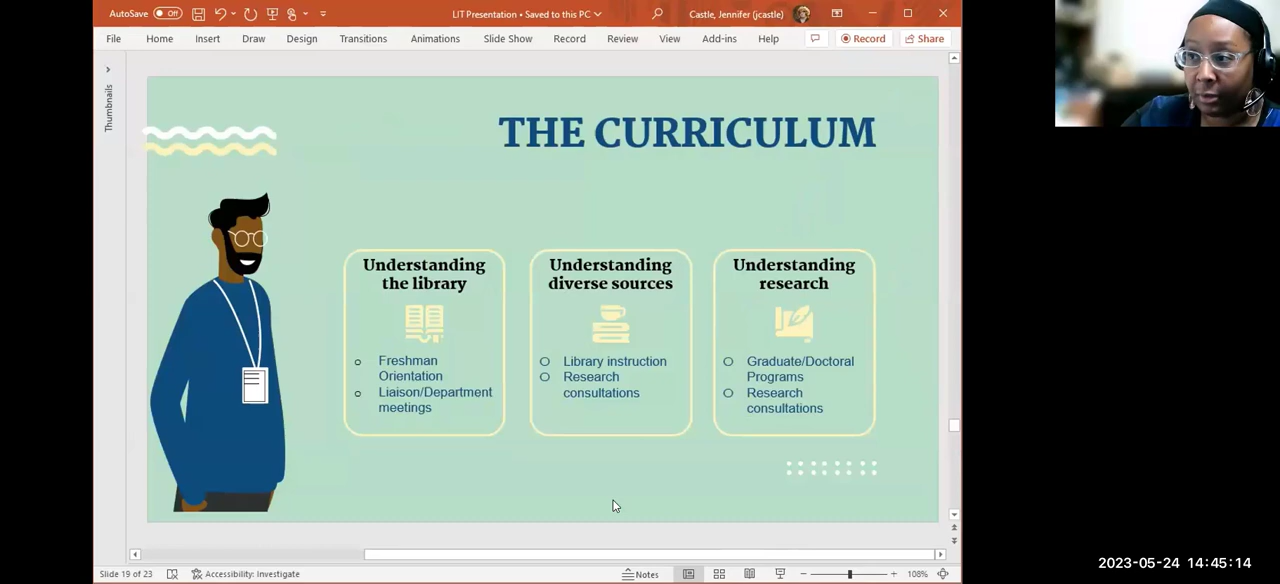 AutoSave Off LIT Presentation • Saved to this PC Castle, Jennifer (jcastle)
File Home Insert Draw Design Transitions Animations Slide Show Record Review View Add-ins Help Record Share
Thumbnails
THE CURRICULUM
Understanding
the library
Freshman
Orientation
Liaison/Department
meetings
Understanding
diverse sources
Library instruction
Research
consultations
Understanding
research
Graduate/Doctoral
Programs
Research
consultations
Slide 19 of 23 Accessibility: Investigate Notes 108%
2023-05-24 14:45:14